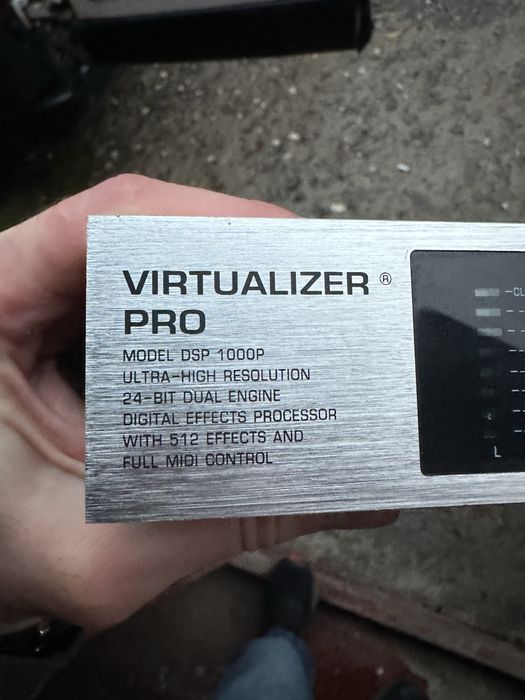 VIRTUALIZER ®
PRO
MODEL DSP 1000P
ULTRA-HIGH RESOLUTION
24-BIT DUAL ENGINE
DIGITAL EFFECTS PROCESSOR
WITH 512 EFFECTS AND
FULL MIDI CONTROL
CL
L